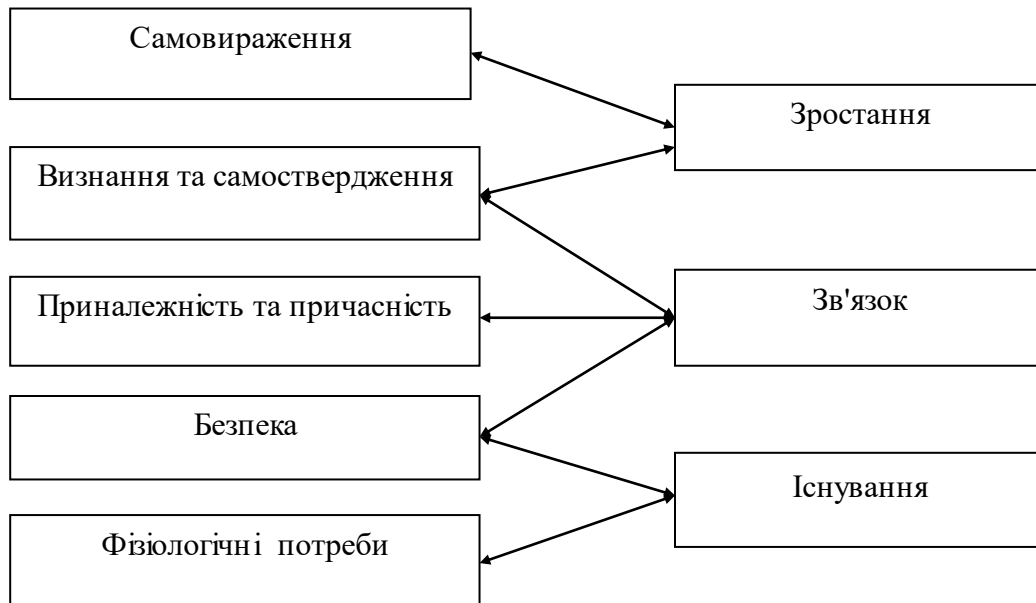 Самовираження
Зростання
Визнання та самоствердження
Зв'язок
Приналежність та причасність
Безпека
Існування
Фізіологічні потреби